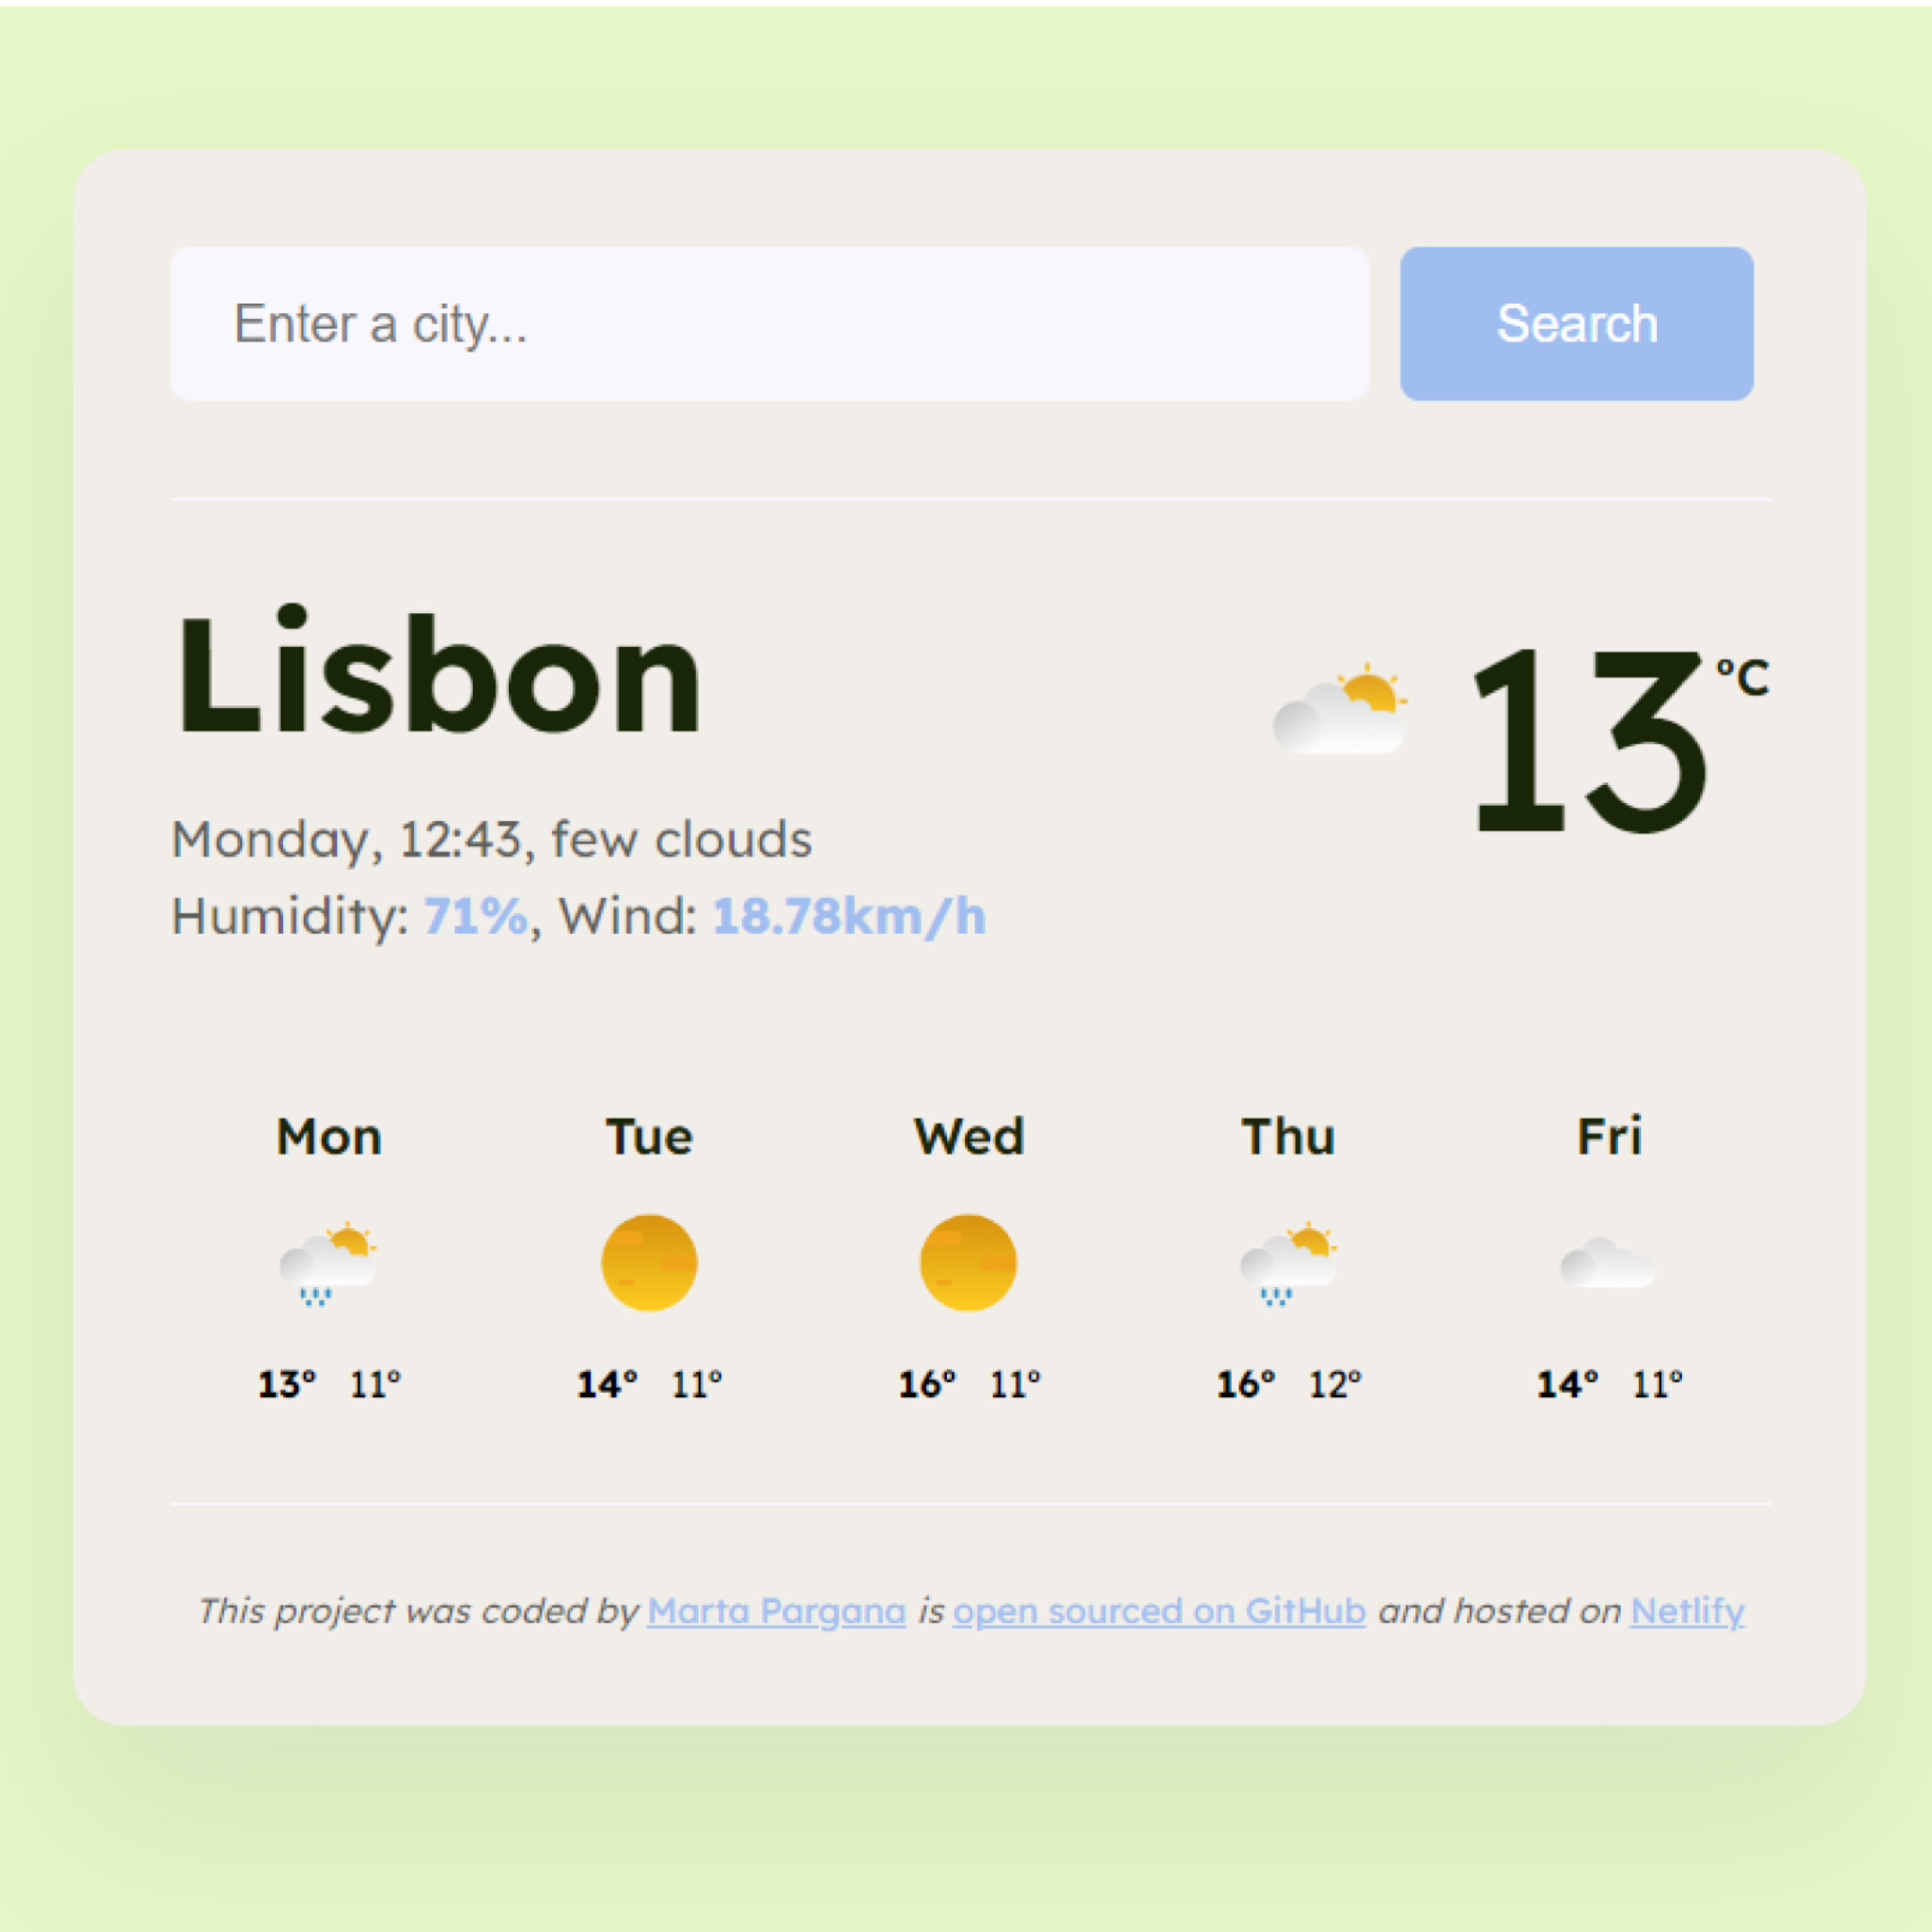 Enter a city...
Search
Lisbon
13 °C
Monday, 12:43, few clouds
Humidity: 71%, Wind: 18.78km/h
Mon Tue Wed Thu Fri
13° 11° 14° 11° 16° 11° 16° 12° 14° 11°
This project was coded by Marta Pargana is open sourced on GitHub and hosted on Netlify